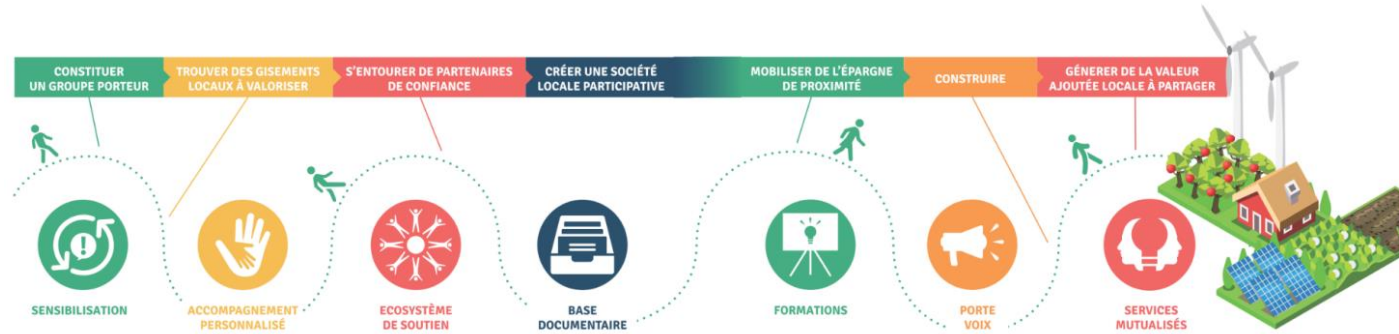 CONSTITUER
UN GROUPE PORTEUR
TROUVER DES GISEMENTS
LOCAUX À VALORISER
S'ENTOURER DE PARTENAIRES
DE CONFIANCE
CRÉER UNE SOCIÉTÉ
LOCALE PARTICIPATIVE
MOBILISER DE L'ÉPARGNE
DE PROXIMITÉ
CONSTRUIRE
GÉNERER DE LA VALEUR
AJOUTÉE LOCALE À PARTAGER
SENSIBILISATION
ACCOMPAGNEMENT
PERSONNALISÉ
ECOSYSTÈME
DE SOUTIEN
BASE
DOCUMENTAIRE
FORMATIONS
PORTE
VOIX
SERVICES
MUTUALISÉS